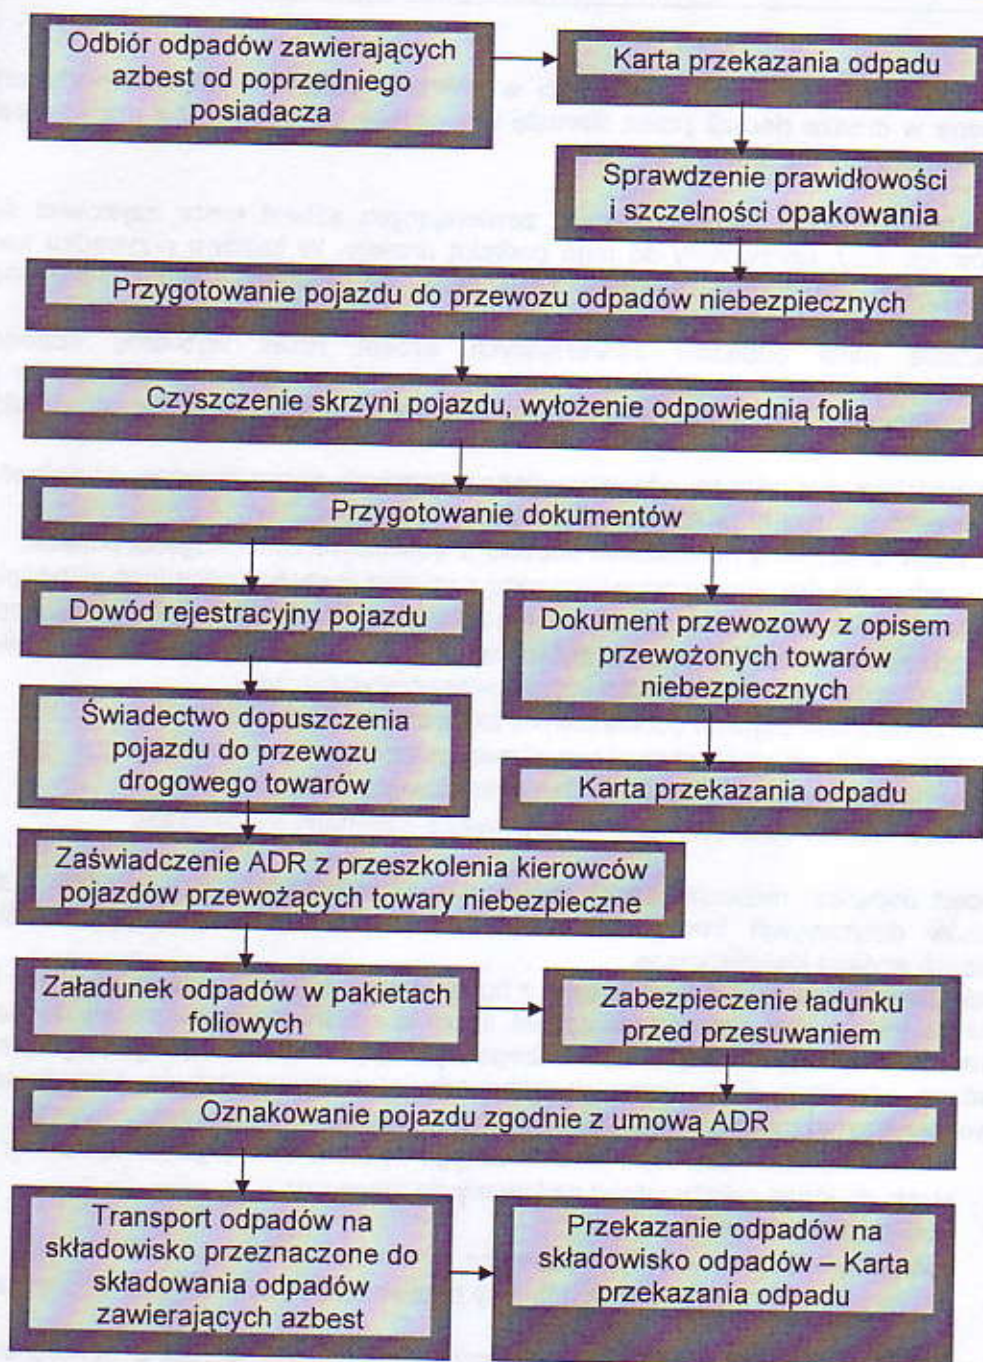 Odbiór odpadów zawierających
azbest od poprzedniego
posiadacza
Karta przekazania odpadu
Sprawdzenie prawidłowości
i szczelności opakowania
Przygotowanie pojazdu do przewozu odpadów niebezpiecznych
Czyszczenie skrzyni pojazdu, wyłożenie odpowiednią folią
Przygotowanie dokumentów
Dowód rejestracyjny pojazdu
Dokument przewozowy z opisem
przewożonych towarów
niebezpiecznych
Świadectwo dopuszczenia
pojazdu do przewozu
drogowego towarów
Karta przekazania odpadu
Zaświadczenie ADR z przeszkolenia kierowców
pojazdów przewożących towary niebezpieczne
Załadunek odpadów w pakietach
foliowych
Zabezpieczenie ładunku
przed przesuwaniem
Oznakowanie pojazdu zgodnie z umową ADR
Transport odpadów na
składowisko przeznaczone do
składowania odpadów
zawierających azbest
Przekazanie odpadów na
składowisko odpadów – Karta
przekazania odpadu